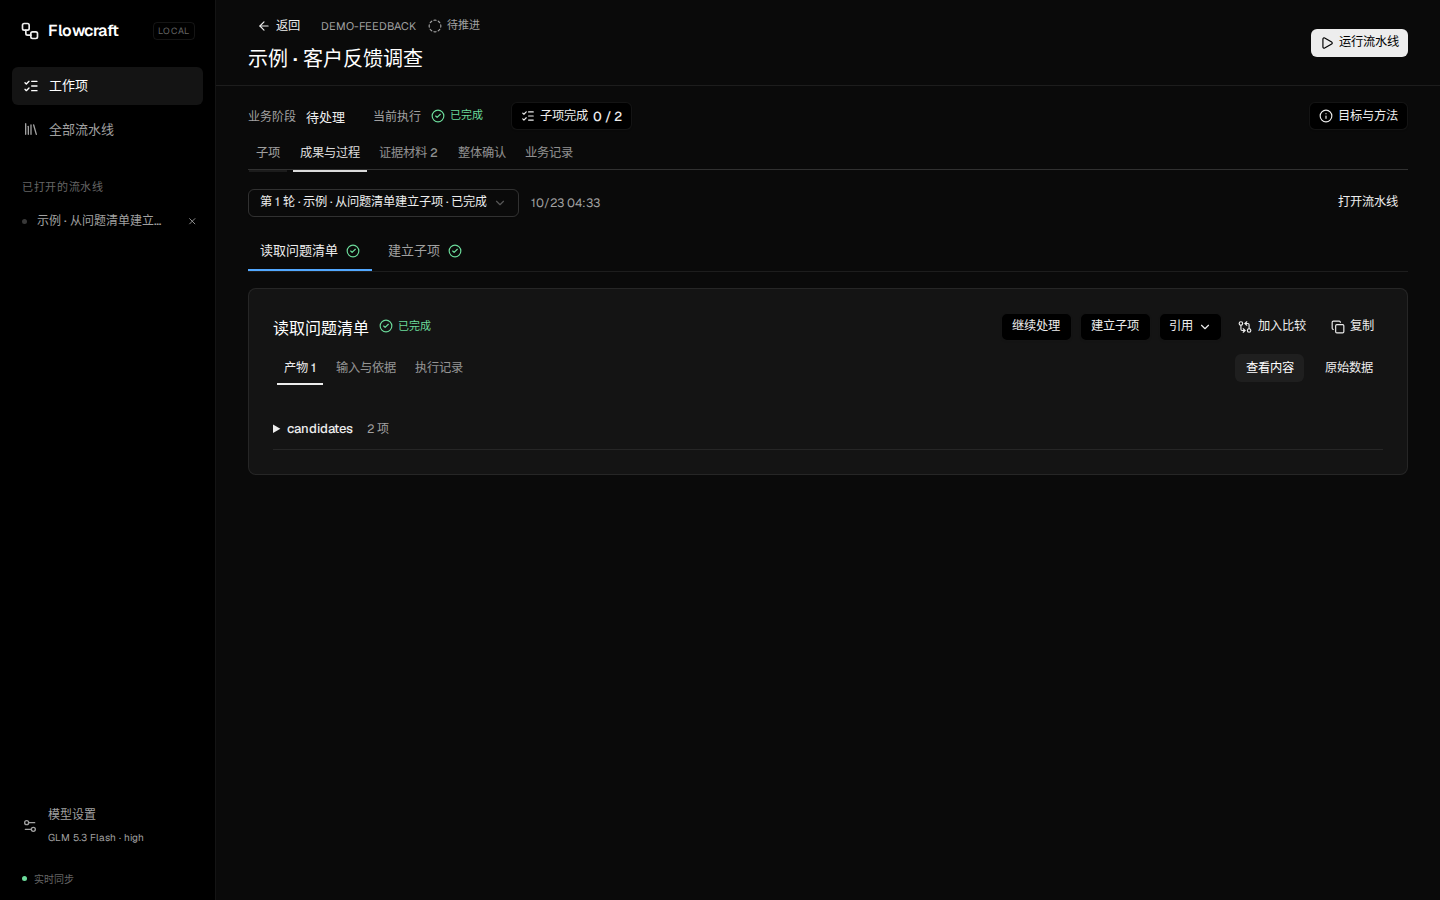 Flowcraft LOCAL
工作项
全部流水线
已打开的流水线
示例 · 从问题清单建立...
模型设置
GLM 5.3 Flash · high
实时同步
返回 DEMO-FEEDBACK 待推进
示例 · 客户反馈调查
运行流水线
业务阶段 待处理 当前执行 已完成 子项完成 0 / 2 目标与方法
子项 成果与过程 证据材料 2 整体确认 业务记录
第 1 轮 · 示例 · 从问题清单建立子项 · 已完成 10/23 04:33 打开流水线
读取问题清单 建立子项
读取问题清单 已完成 继续处理 建立子项 引用 加入比较 复制
产物 1 输入与依据 执行记录 查看内容 原始数据
candidates 2 项